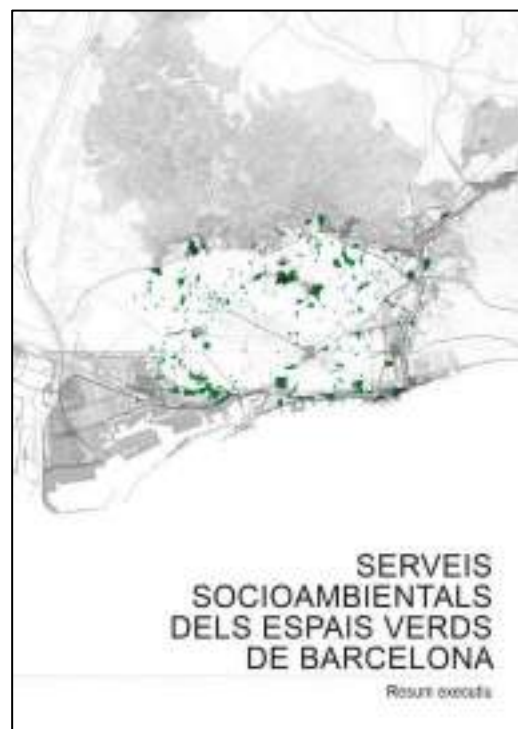 SERVEIS
SOCIOAMBIENTALS
DELS ESPAIS VERDS
DE BARCELONA
Resum executiu